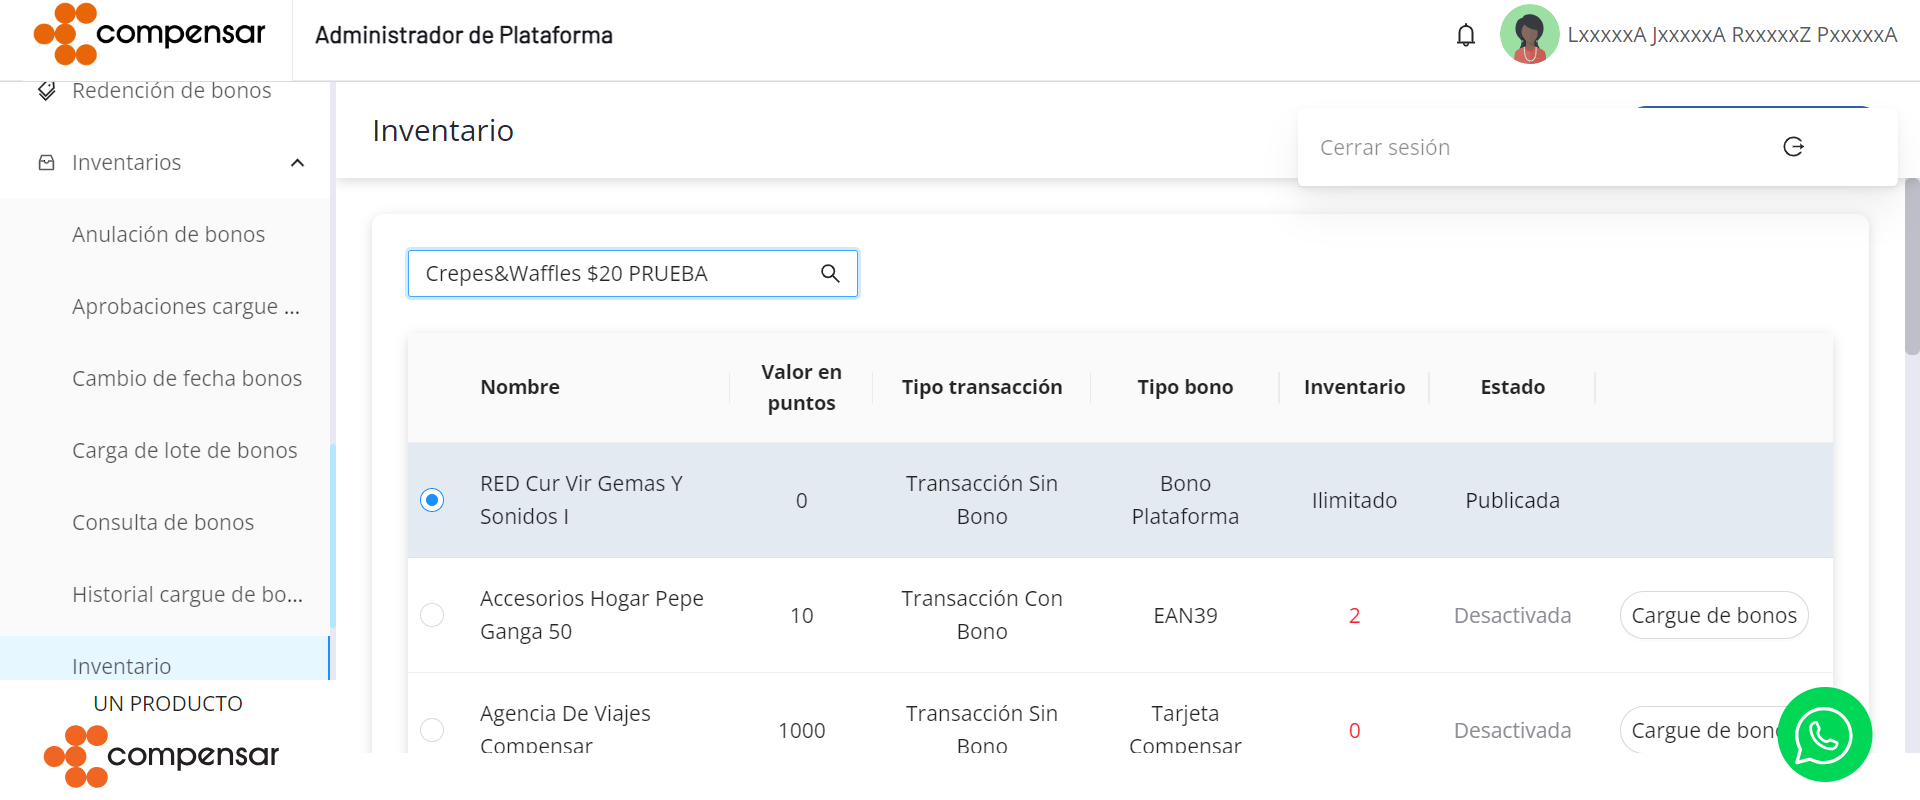 compensar
Administrador de Plataforma
LxxxxxA JxxxxxA RxxxxxZ PxxxxxA
Redención de bonos
Inventarios
Anulación de bonos
Aprobaciones cargue ...
Cambio de fecha bonos
Carga de lote de bonos
Consulta de bonos
Historial cargue de bo...
Inventario
UN PRODUCTO
compensar
Inventario
Cerrar sesión
Crepes&Waffles $20 PRUEBA
Nombre Valor en puntos Tipo transacción Tipo bono Inventario Estado
RED Cur Vir Gemas Y Sonidos I 0 Transacción Sin Bono Bono Plataforma Ilimitado Publicada
Accesorios Hogar Pepe Ganga 50 10 Transacción Con Bono EAN39 2 Desactivada Cargue de bonos
Agencia De Viajes Compensar 1000 Transacción Sin Bono Tarjeta Compensar 0 Desactivada Cargue de bon